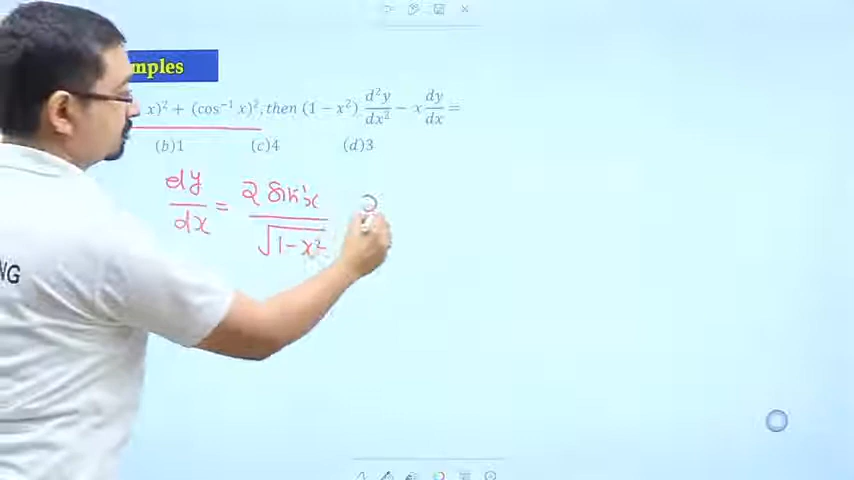 mples
x)² + (cos⁻¹ x)², then (1 − x²) d²y/dx² − x dy/dx =
(b)1 (c)4 (d)3
dy/dx = 2 sin⁻¹x / √(1−x²) 2
NG